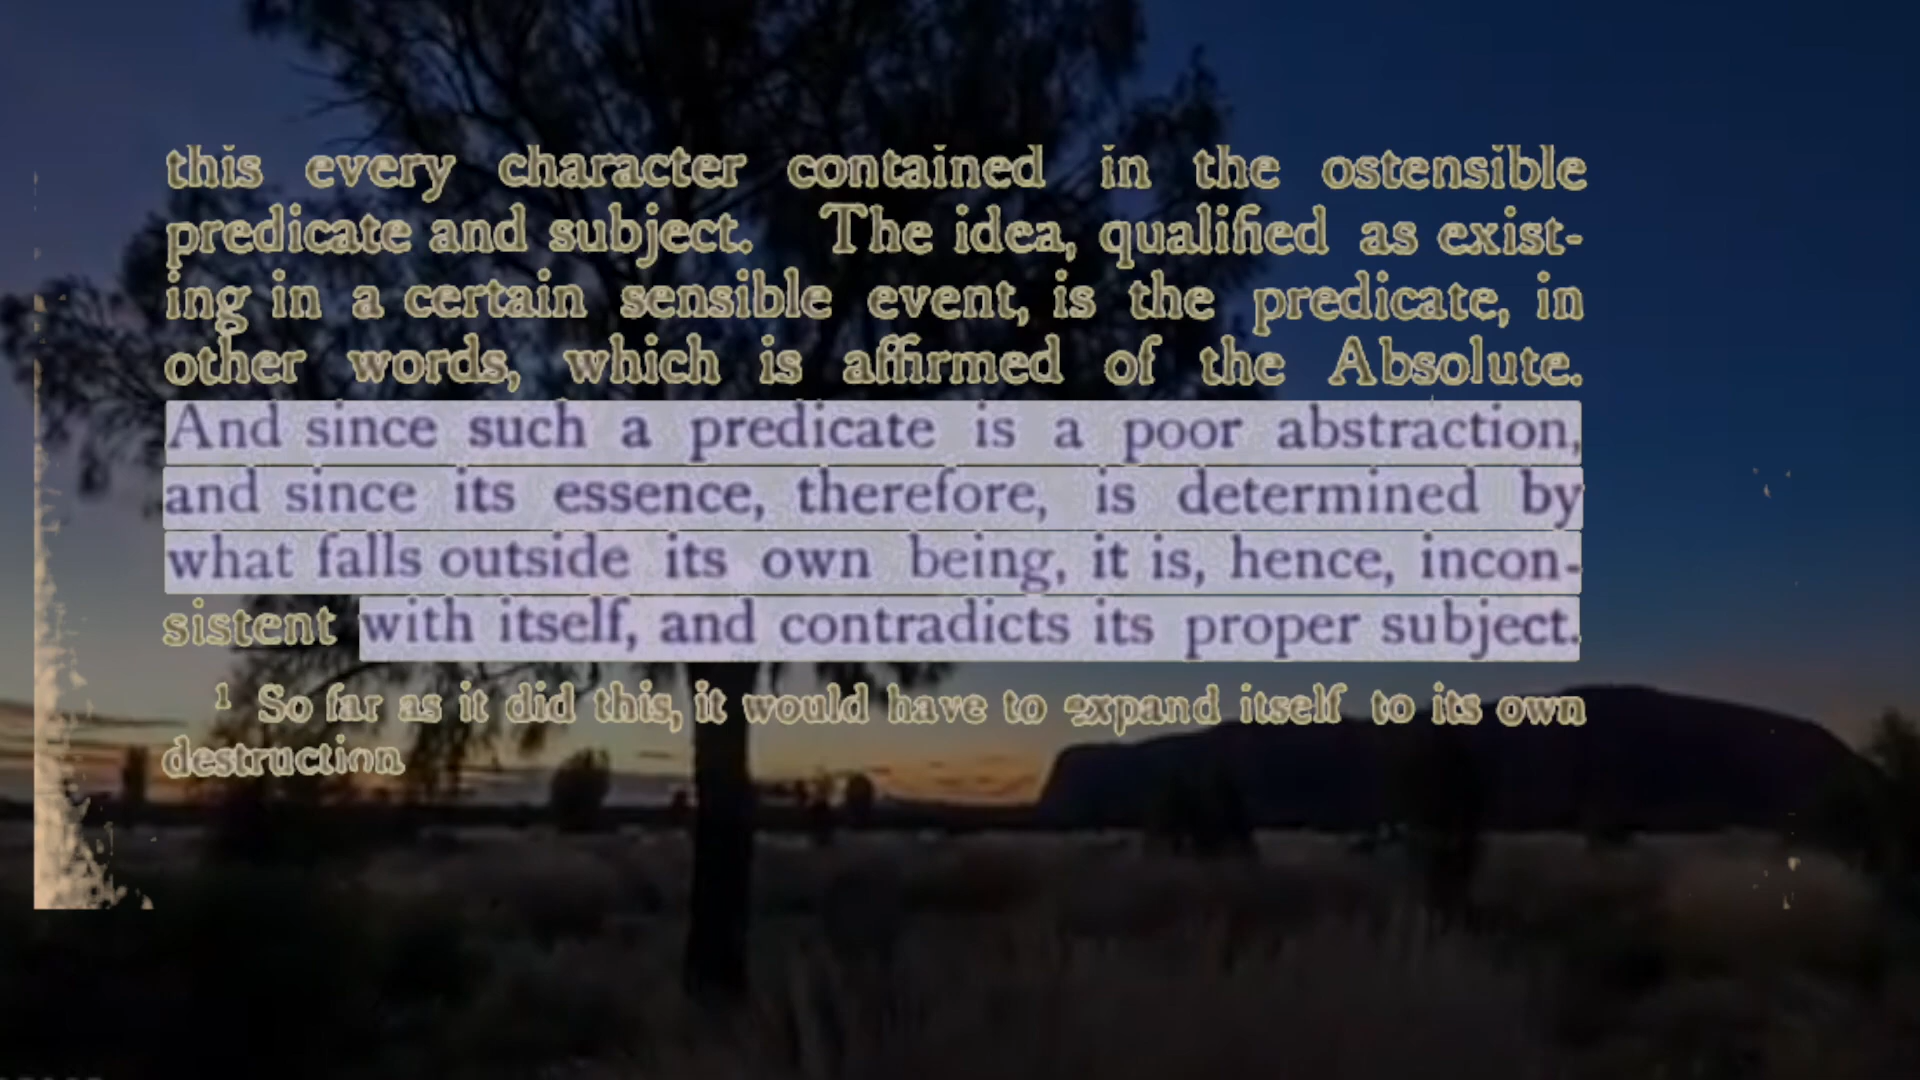 this every character contained in the ostensible
predicate and subject. The idea, qualified as exist-
ing in a certain sensible event, is the predicate, in
other words, which is affirmed of the Absolute.
And since such a predicate is a poor abstraction,
and since its essence, therefore, is determined by
what falls outside its own being, it is, hence, incon-
sistent with itself, and contradicts its proper subject.
1 So far as it did this, it would have to expand itself to its own
destruction